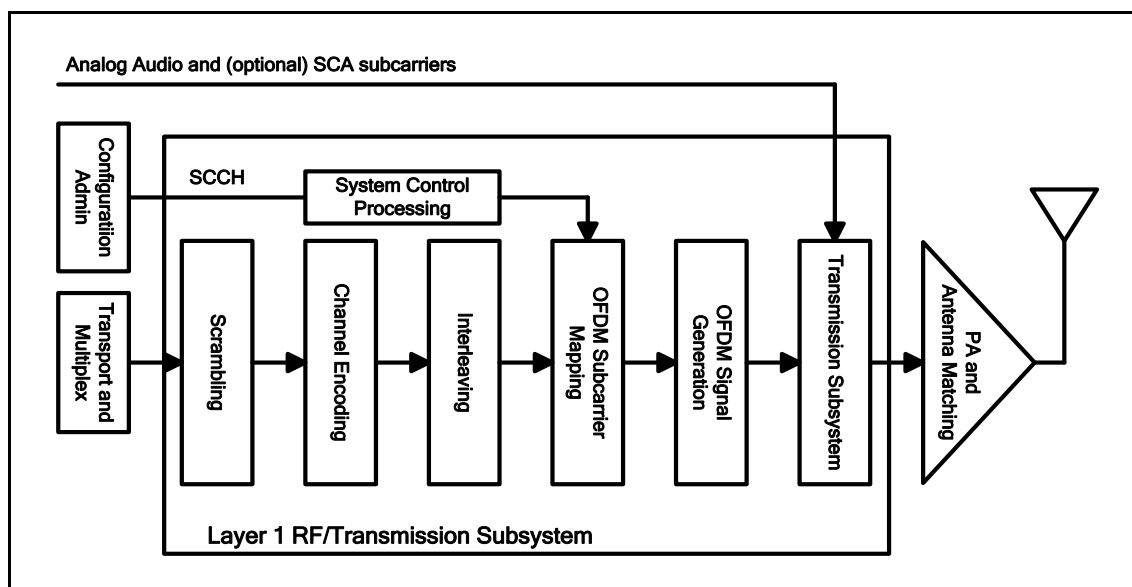 Analog Audio and (optional) SCA subcarriers
Configuratiion
Admin
SCCH
System Control
Processing
Transport and
Multiplex
Scrambling
Channel Encoding
Interleaving
OFDM Subcarrier
Mapping
OFDM Signal
Generation
Transmission Subsystem
PA and
Antenna Matching
Layer 1 RF/Transmission Subsystem